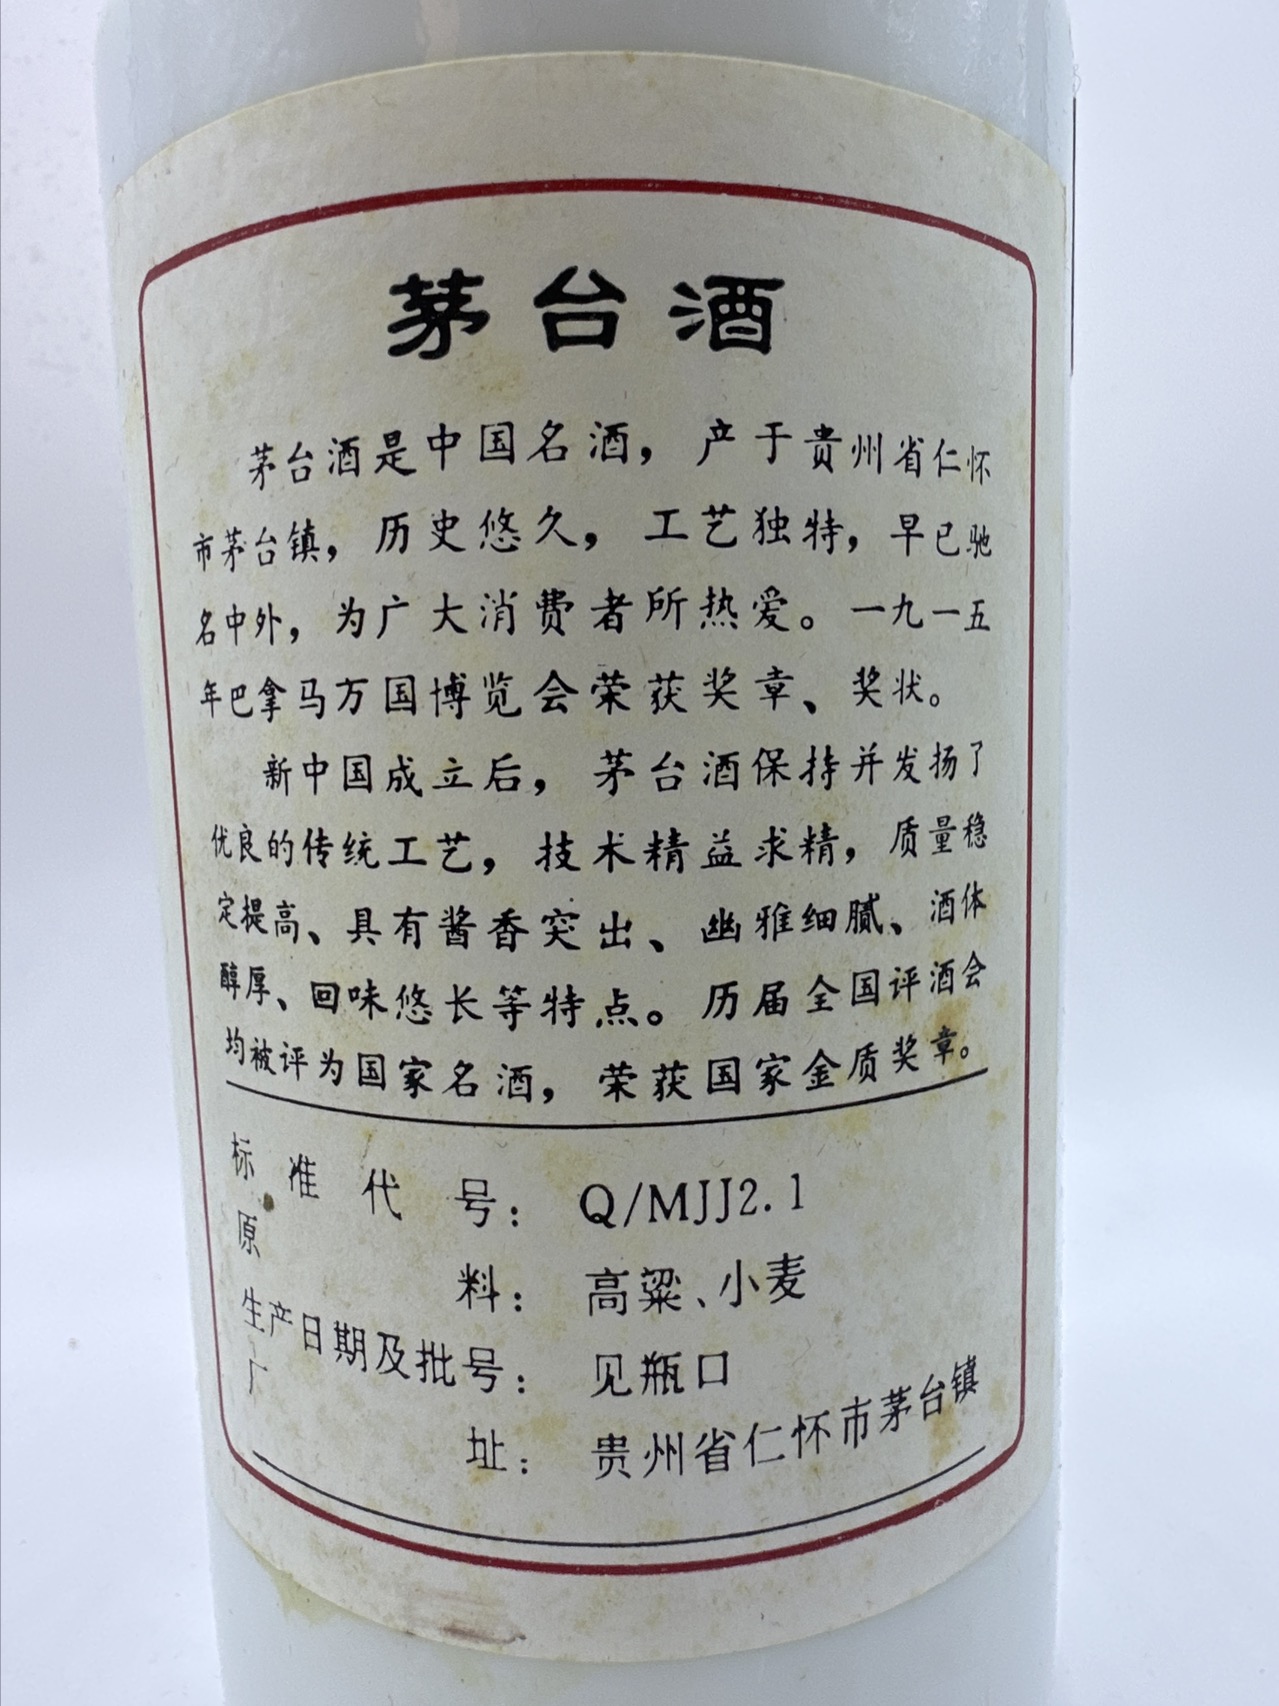 茅台酒
茅台酒是中国名酒，产于贵州省仁怀
市茅台镇，历史悠久，工艺独特，早已驰
名中外，为广大消费者所热爱。一九一五
年巴拿马万国博览会荣获奖章、奖状。
新中国成立后，茅台酒保持并发扬了
优良的传统工艺，技术精益求精，质量稳
定提高、具有酱香突出、幽雅细腻、酒体
醇厚、回味悠长等特点。历届全国评酒会
均被评为国家名酒，荣获国家金质奖章。
标准代号：Q/MJJ2.1
原料：高粱、小麦
生产日期及批号：见瓶口
厂址：贵州省仁怀市茅台镇